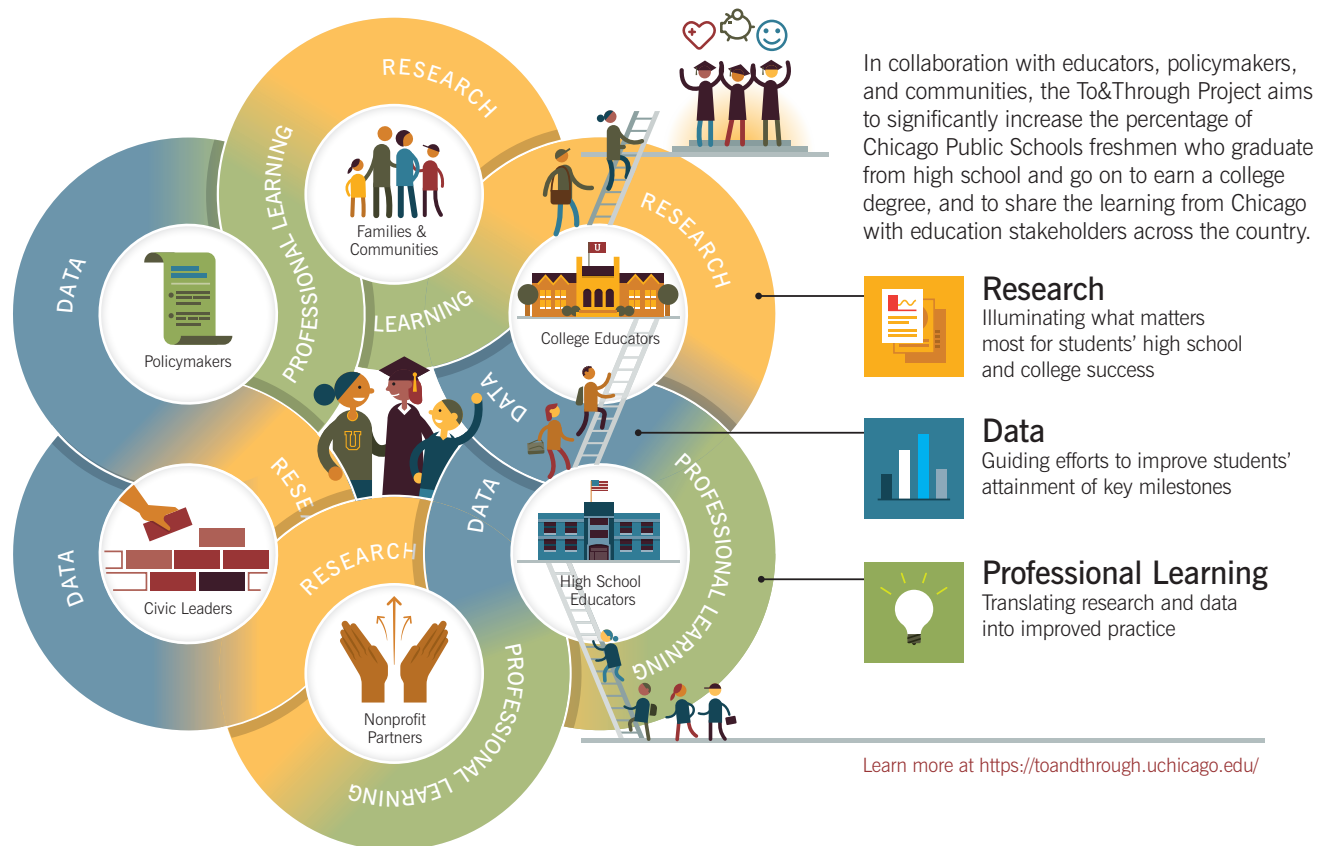 RESEARCH
PROFESSIONAL LEARNING
LEARNING
Families &
Communities
DATA
Policymakers
RESEARCH
U
College Educators
DATA
U
RESEA
DATA
Civic Leaders
RESEARCH
PROFESSIONAL LEARNING
Nonprofit
Partners
DATA
PROFESSIONAL LEARNING
High School
Educators
In collaboration with educators, policymakers,
and communities, the To&Through Project aims
to significantly increase the percentage of
Chicago Public Schools freshmen who graduate
from high school and go on to earn a college
degree, and to share the learning from Chicago
with education stakeholders across the country.
Research
Illuminating what matters
most for students’ high school
and college success
Data
Guiding efforts to improve students’
attainment of key milestones
Professional Learning
Translating research and data
into improved practice
Learn more at https://toandthrough.uchicago.edu/